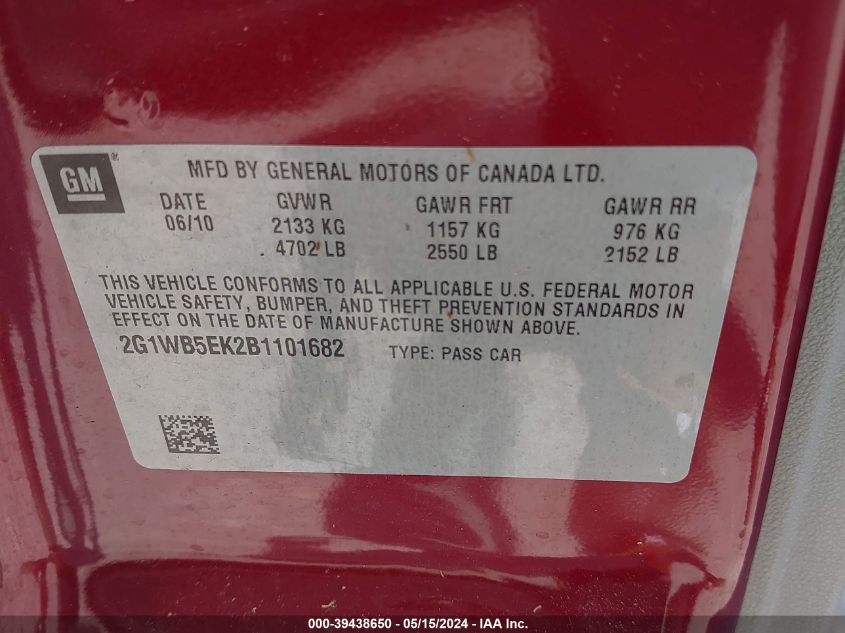 GM ®
MFD BY GENERAL MOTORS OF CANADA LTD.
DATE GVWR GAWR FRT GAWR RR
06/10 2133 KG 1157 KG 976 KG
4702 LB 2550 LB 2152 LB
THIS VEHICLE CONFORMS TO ALL APPLICABLE U.S. FEDERAL MOTOR
VEHICLE SAFETY, BUMPER, AND THEFT PREVENTION STANDARDS IN
EFFECT ON THE DATE OF MANUFACTURE SHOWN ABOVE.
2G1WB5EK2B1101682 TYPE: PASS CAR
000-39438650 - 05/15/2024 - IAAI Inc.